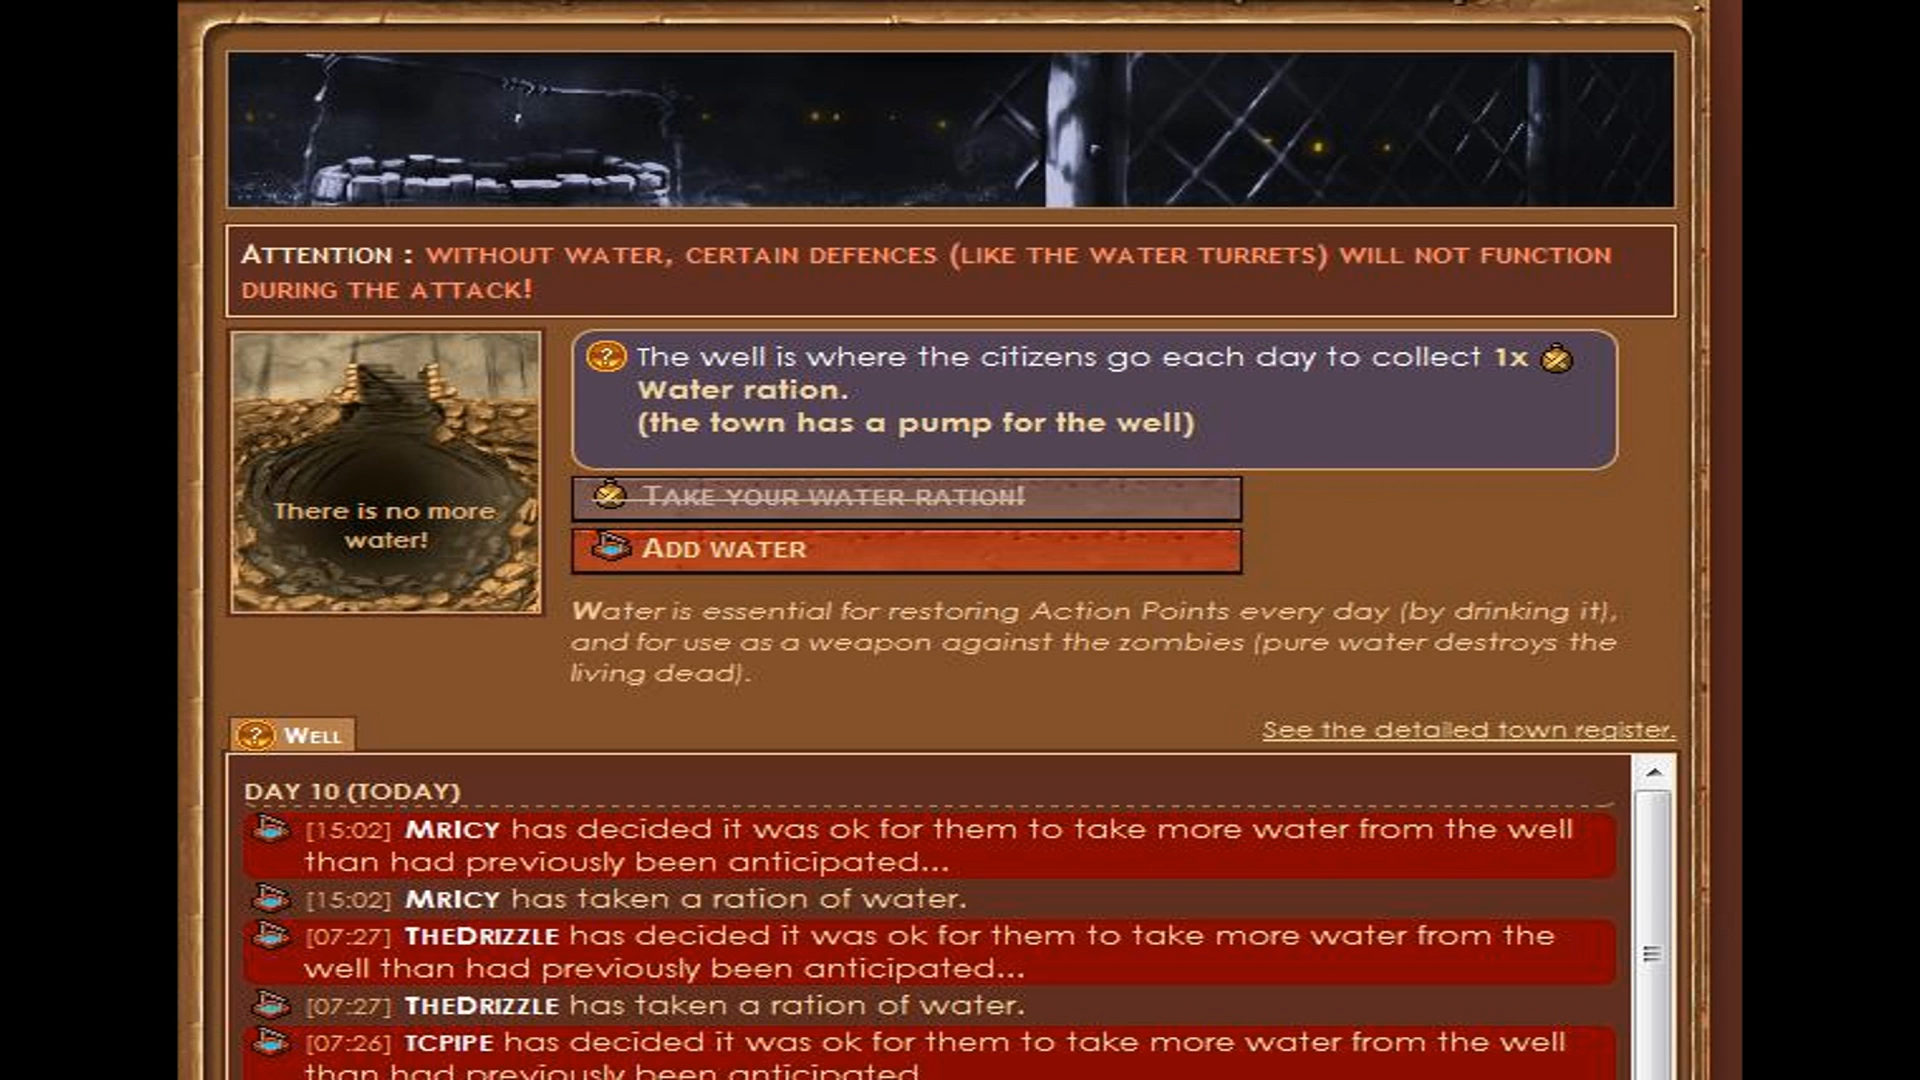 ATTENTION : WITHOUT WATER, CERTAIN DEFENCES (LIKE THE WATER TURRETS) WILL NOT FUNCTION
DURING THE ATTACK!
The well is where the citizens go each day to collect 1x
Water ration.
(the town has a pump for the well)
TAKE YOUR WATER RATION!
There is no more
water!
ADD WATER
Water is essential for restoring Action Points every day (by drinking it),
and for use as a weapon against the zombies (pure water destroys the
living dead).
WELL
See the detailed town register.
DAY 10 (TODAY)
[15:02] MRICY has decided it was ok for them to take more water from the well
than had previously been anticipated...
[15:02] MRICY has taken a ration of water.
[07:27] THEDRIZZLE has decided it was ok for them to take more water from the
well than had previously been anticipated...
[07:27] THEDRIZZLE has taken a ration of water.
[07:26] TCPIPE has decided it was ok for them to take more water from the well
than had previously been anticipated